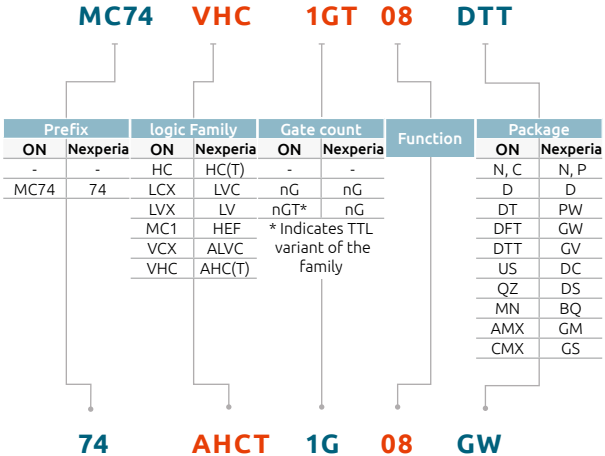 MC74 VHC 1GT 08 DTT
Prefix logic Family Gate count Function Package
ON Nexperia ON Nexperia ON Nexperia ON Nexperia
- - HC HC(T) - - N, C N, P
MC74 74 LCX LVC nG nG D D
LVX LV nGT* nG DT PW
MC1 HEF * Indicates TTL DFT GW
VCX ALVC variant of the DTT GV
VHC AHC(T) family US DC
QZ DS
MN BQ
AMX GM
CMX GS
74 AHCT 1G 08 GW